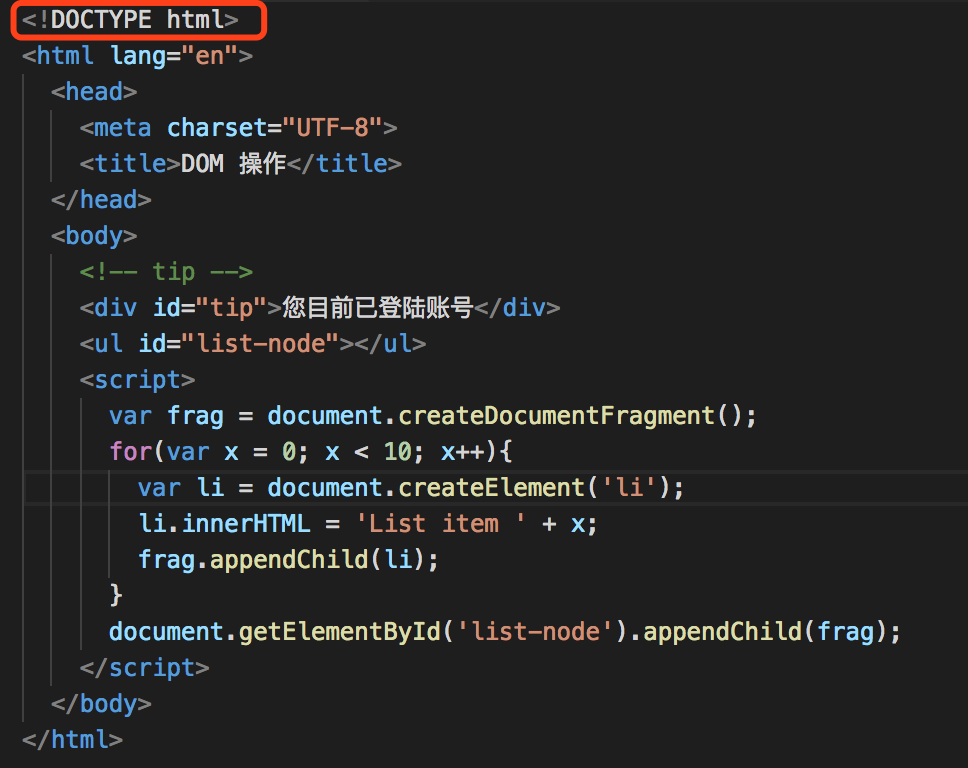 <!DOCTYPE html>
<html lang="en">
<head>
<meta charset="UTF-8">
<title>DOM 操作</title>
</head>
<body>
<!-- tip -->
<div id="tip">您目前已登陆账号</div>
<ul id="list-node"></ul>
<script>
var frag = document.createDocumentFragment();
for(var x = 0; x < 10; x++){
var li = document.createElement('li');
li.innerHTML = 'List item ' + x;
frag.appendChild(li);
}
document.getElementById('list-node').appendChild(frag);
</script>
</body>
</html>